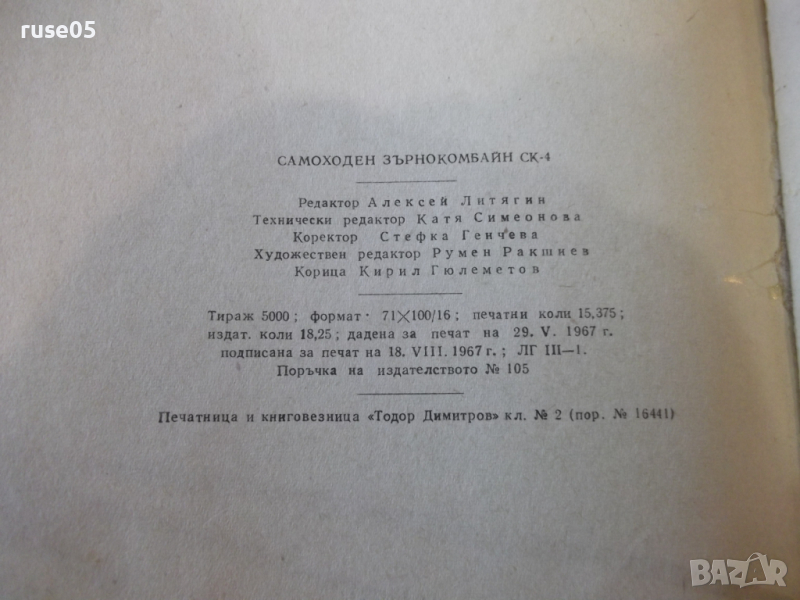 ruse05
САМОХОДЕН ЗЪРНОКОМБАЙН СК-4
Редактор Алексей Литягин
Технически редактор Катя Симеонова
Коректор Стефка Генчева
Художествен редактор Румен Ракшиев
Корица Кирил Гюлеметов
Тираж 5000; формат · 71×100/16; печатни коли 15,375;
издат. коли 18,25; дадена за печат на 29. V. 1967 г.
подписана за печат на 18. VIII. 1967 г.; ЛГ III—1.
Поръчка на издателството № 105
Печатница и книговезница «Тодор Димитров» кл. № 2 (пор. № 16441)
BAZAR